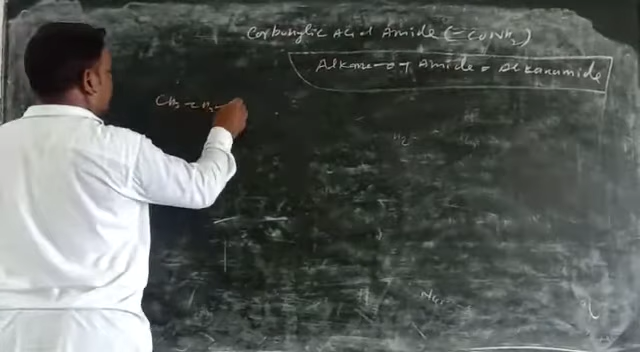 Carboxylic Acid Amide (-CONH2)
Alkane - o + Amide = Alkanamide
CH3 - CH2 -